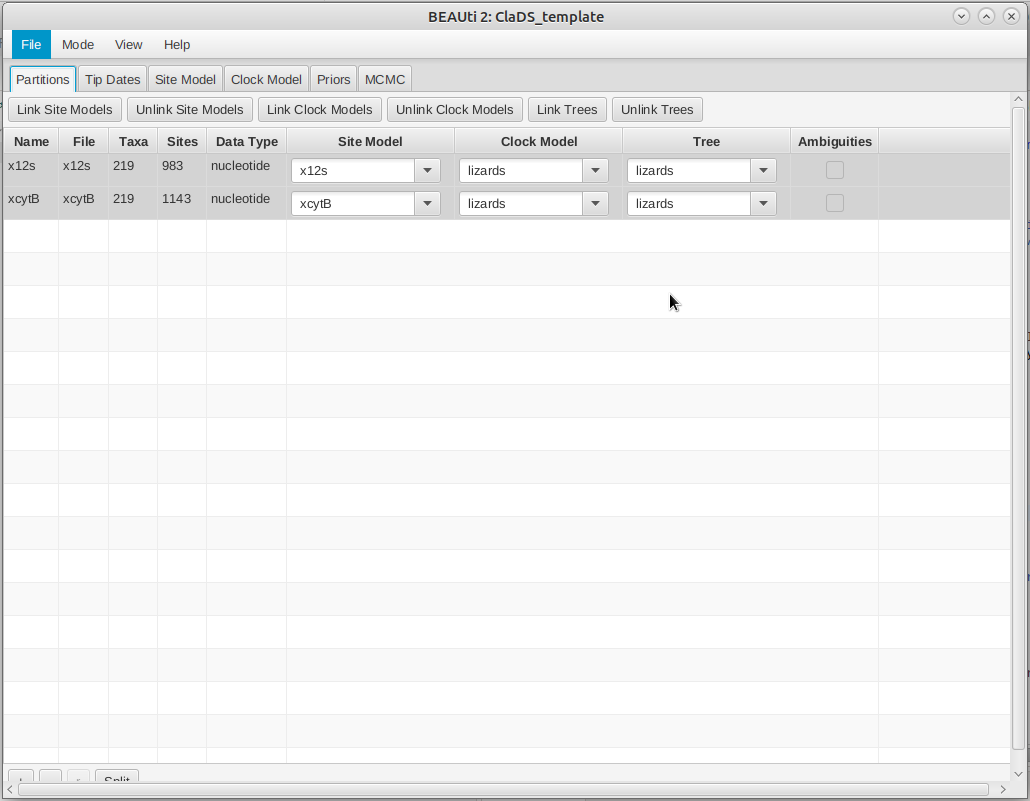 BEAUti 2: ClaDS_template
File Mode View Help
Partitions Tip Dates Site Model Clock Model Priors MCMC
Link Site Models Unlink Site Models Link Clock Models Unlink Clock Models Link Trees Unlink Trees
Name File Taxa Sites Data Type Site Model Clock Model Tree Ambiguities
x12s x12s 219 983 nucleotide x12s lizards lizards
xcytB xcytB 219 1143 nucleotide xcytB lizards lizards
Split